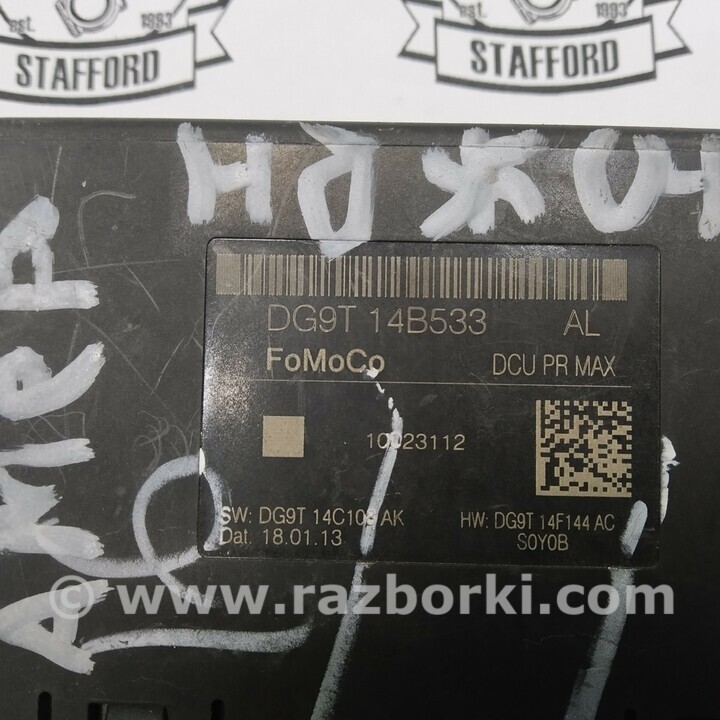 EST. 1993
STAFFORD
EST. 1993
STAFFORD
DG9T 14B533 AL
FoMoCo DCU PR MAX
10023112
SW: DG9T 14C108 AK
HW: DG9T 14F144 AC
Dat. 18.01.13
S0Y0B
© www.razborki.com